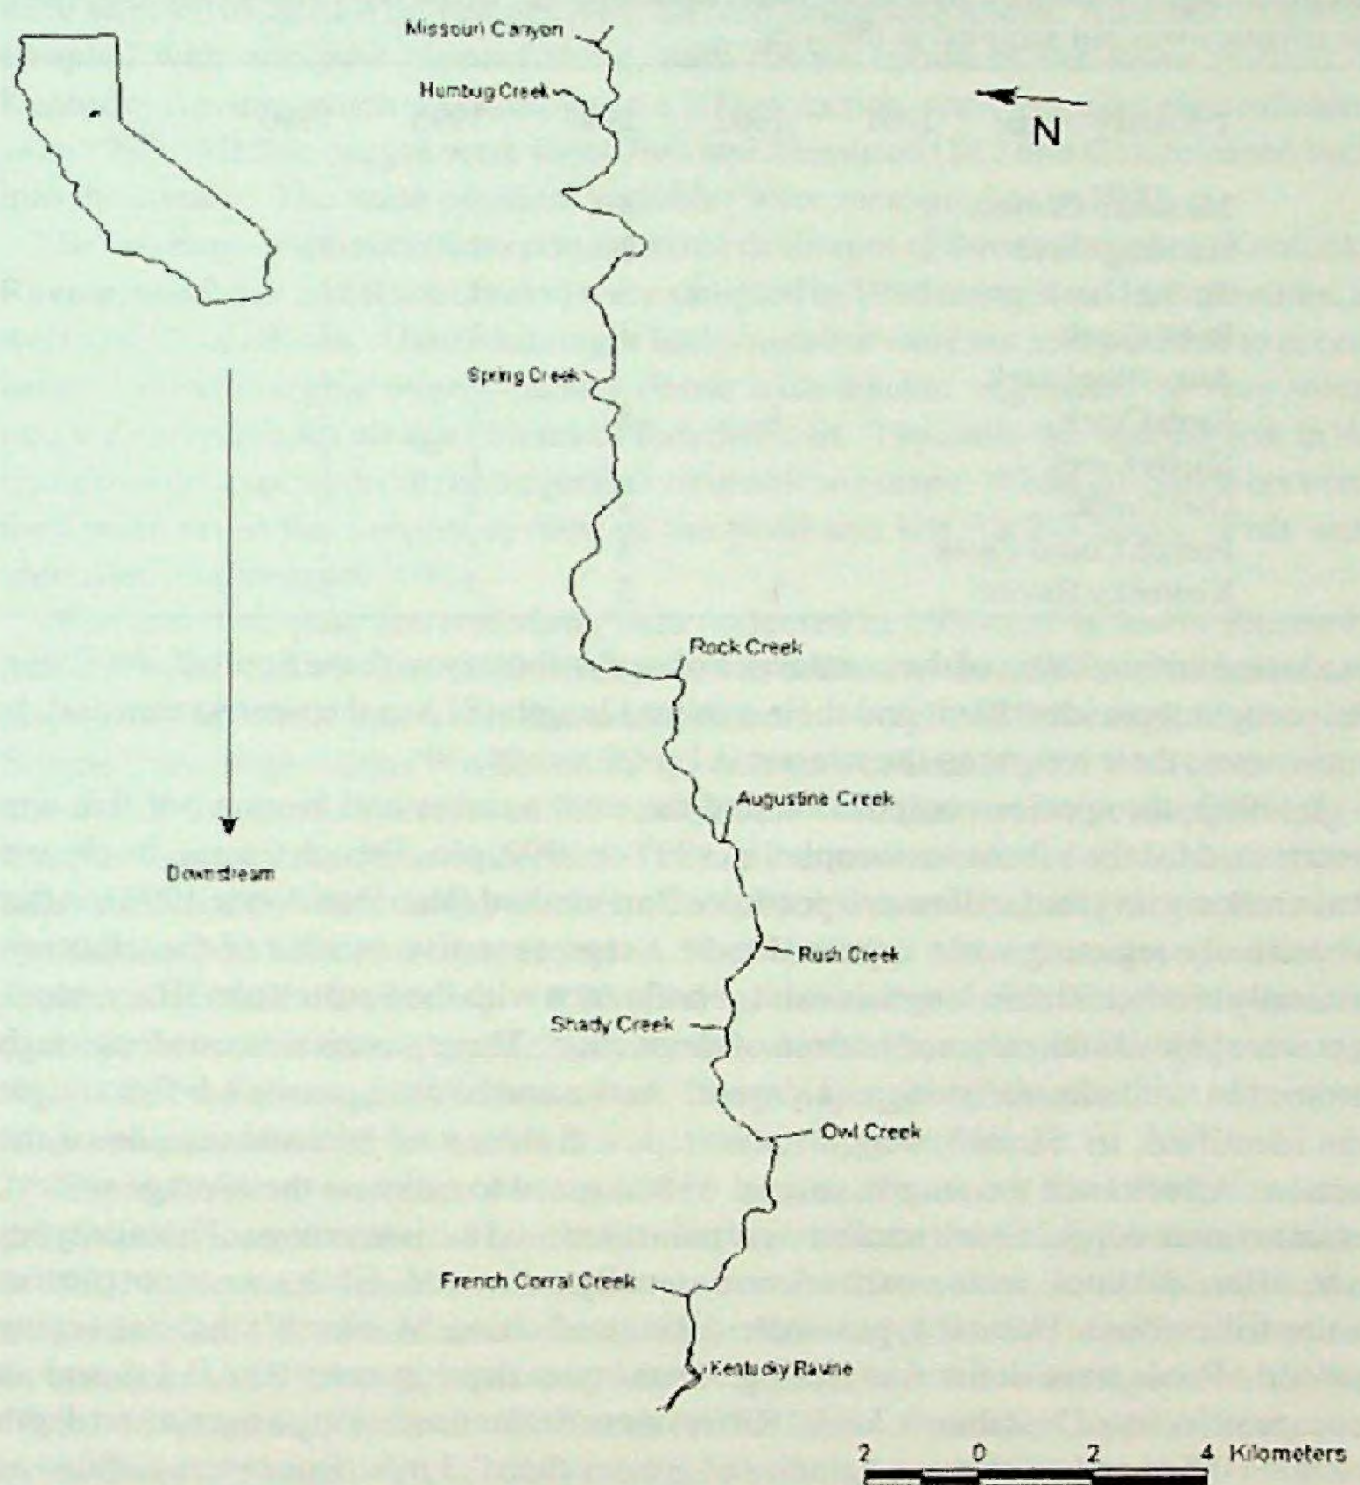 Missouri Canyon
Humbug Creek
N
Spring Creek
Rock Creek
Augustine Creek
Downstream
Rush Creek
Shady Creek
Owl Creek
French Corral Creek
Kentucky Ravine
2 0 2 4 Kilometers